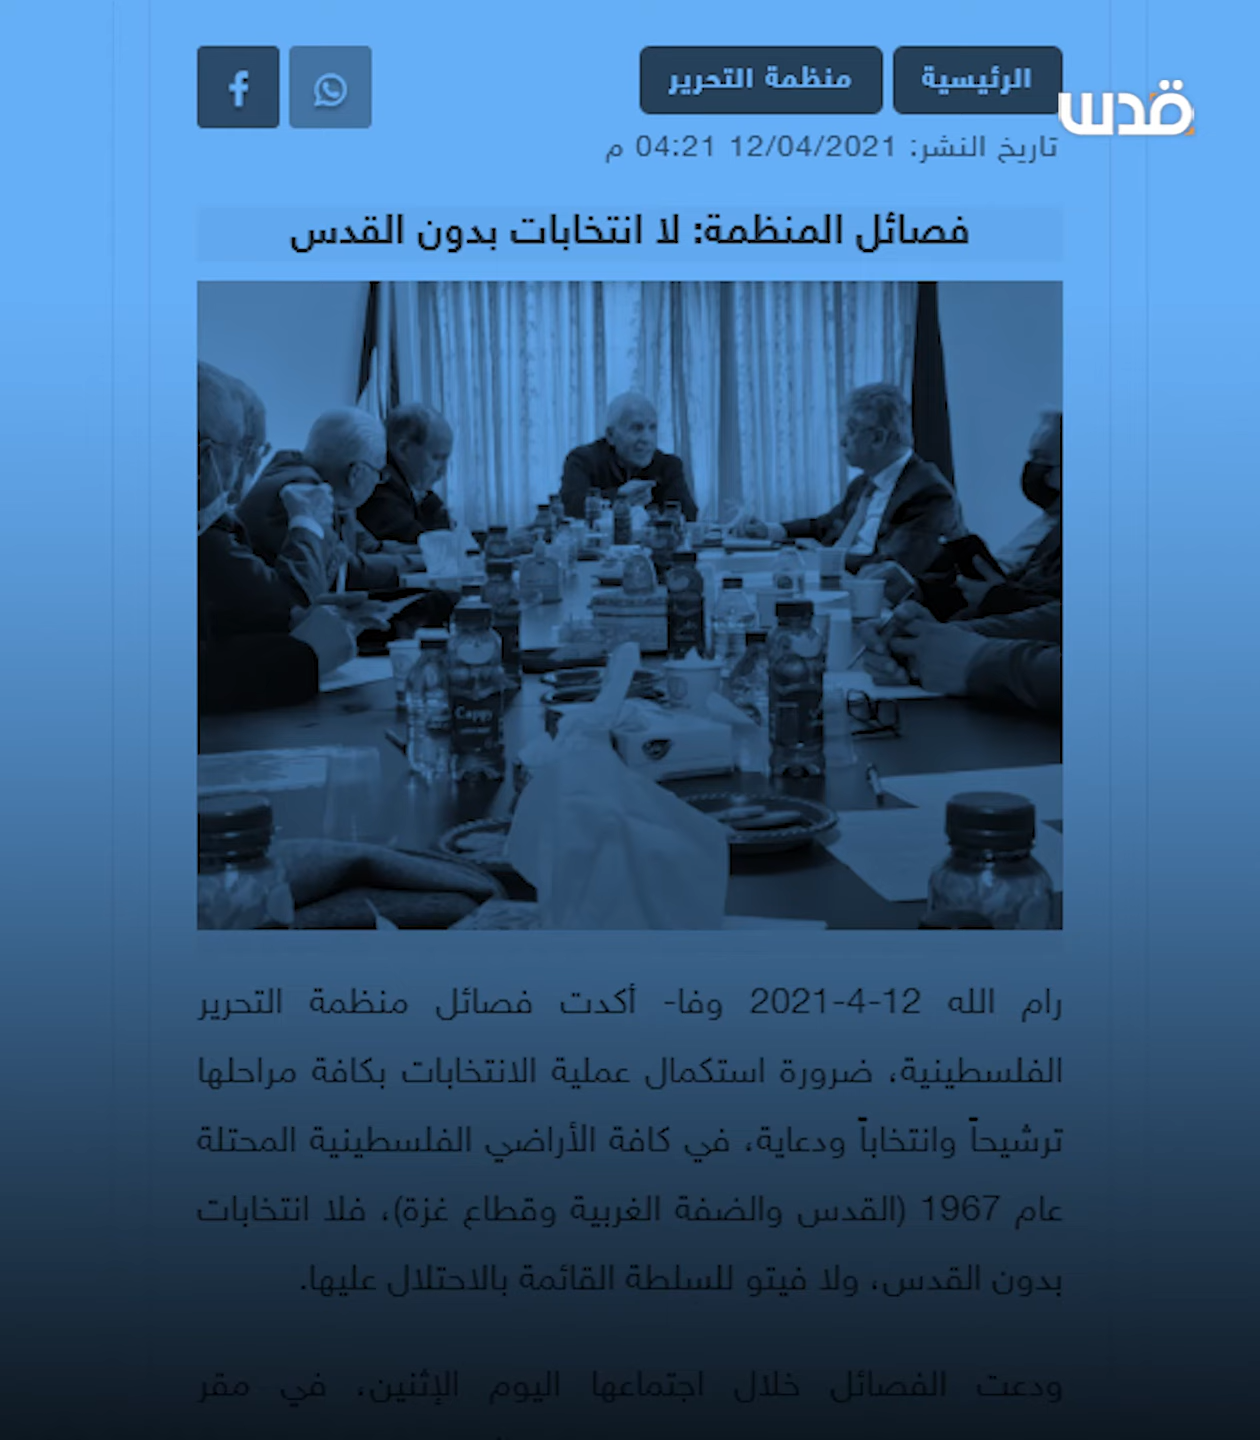 الرئيسية
منظمة التحرير
قدس
تاريخ النشر: 12/04/2021 04:21 م
فصائل المنظمة: لا انتخابات بدون القدس
Capp
رام الله 12-4-2021 وفا- أكدت فصائل منظمة التحرير
الفلسطينية، ضرورة استكمال عملية الانتخابات بكافة مراحلها
ترشيحاً وانتخاباً ودعاية، في كافة الأراضي الفلسطينية المحتلة
عام 1967 (القدس والضفة الغربية وقطاع غزة)، فلا انتخابات
بدون القدس، ولا فيتو للسلطة القائمة بالاحتلال عليها.
ودعت الفصائل خلال اجتماعها اليوم الإثنين، في مقر